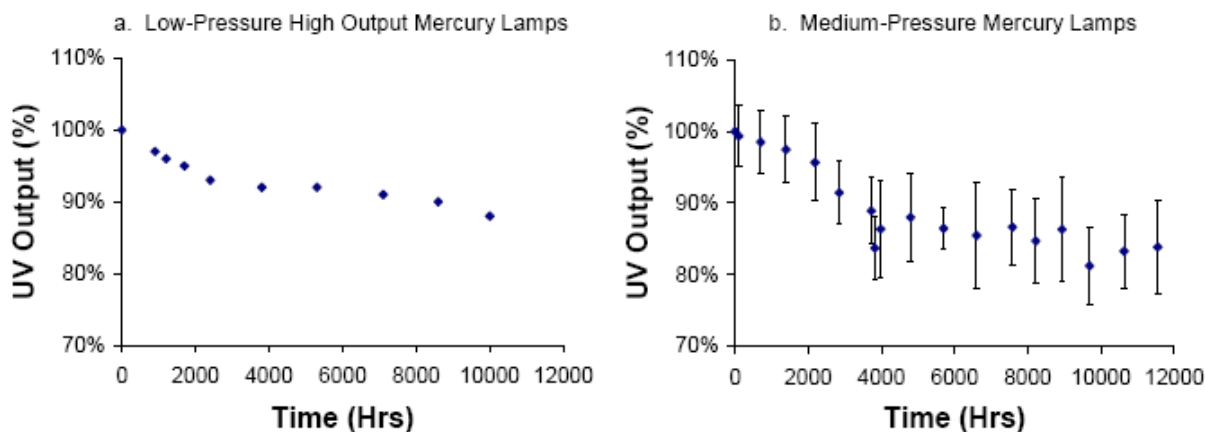 a. Low-Pressure High Output Mercury Lamps
110%
100%
90%
80%
70%
UV Output (%)
0 2000 4000 6000 8000 10000 12000
Time (Hrs)
b. Medium-Pressure Mercury Lamps
110%
100%
90%
80%
70%
UV Output (%)
0 2000 4000 6000 8000 10000 12000
Time (Hrs)